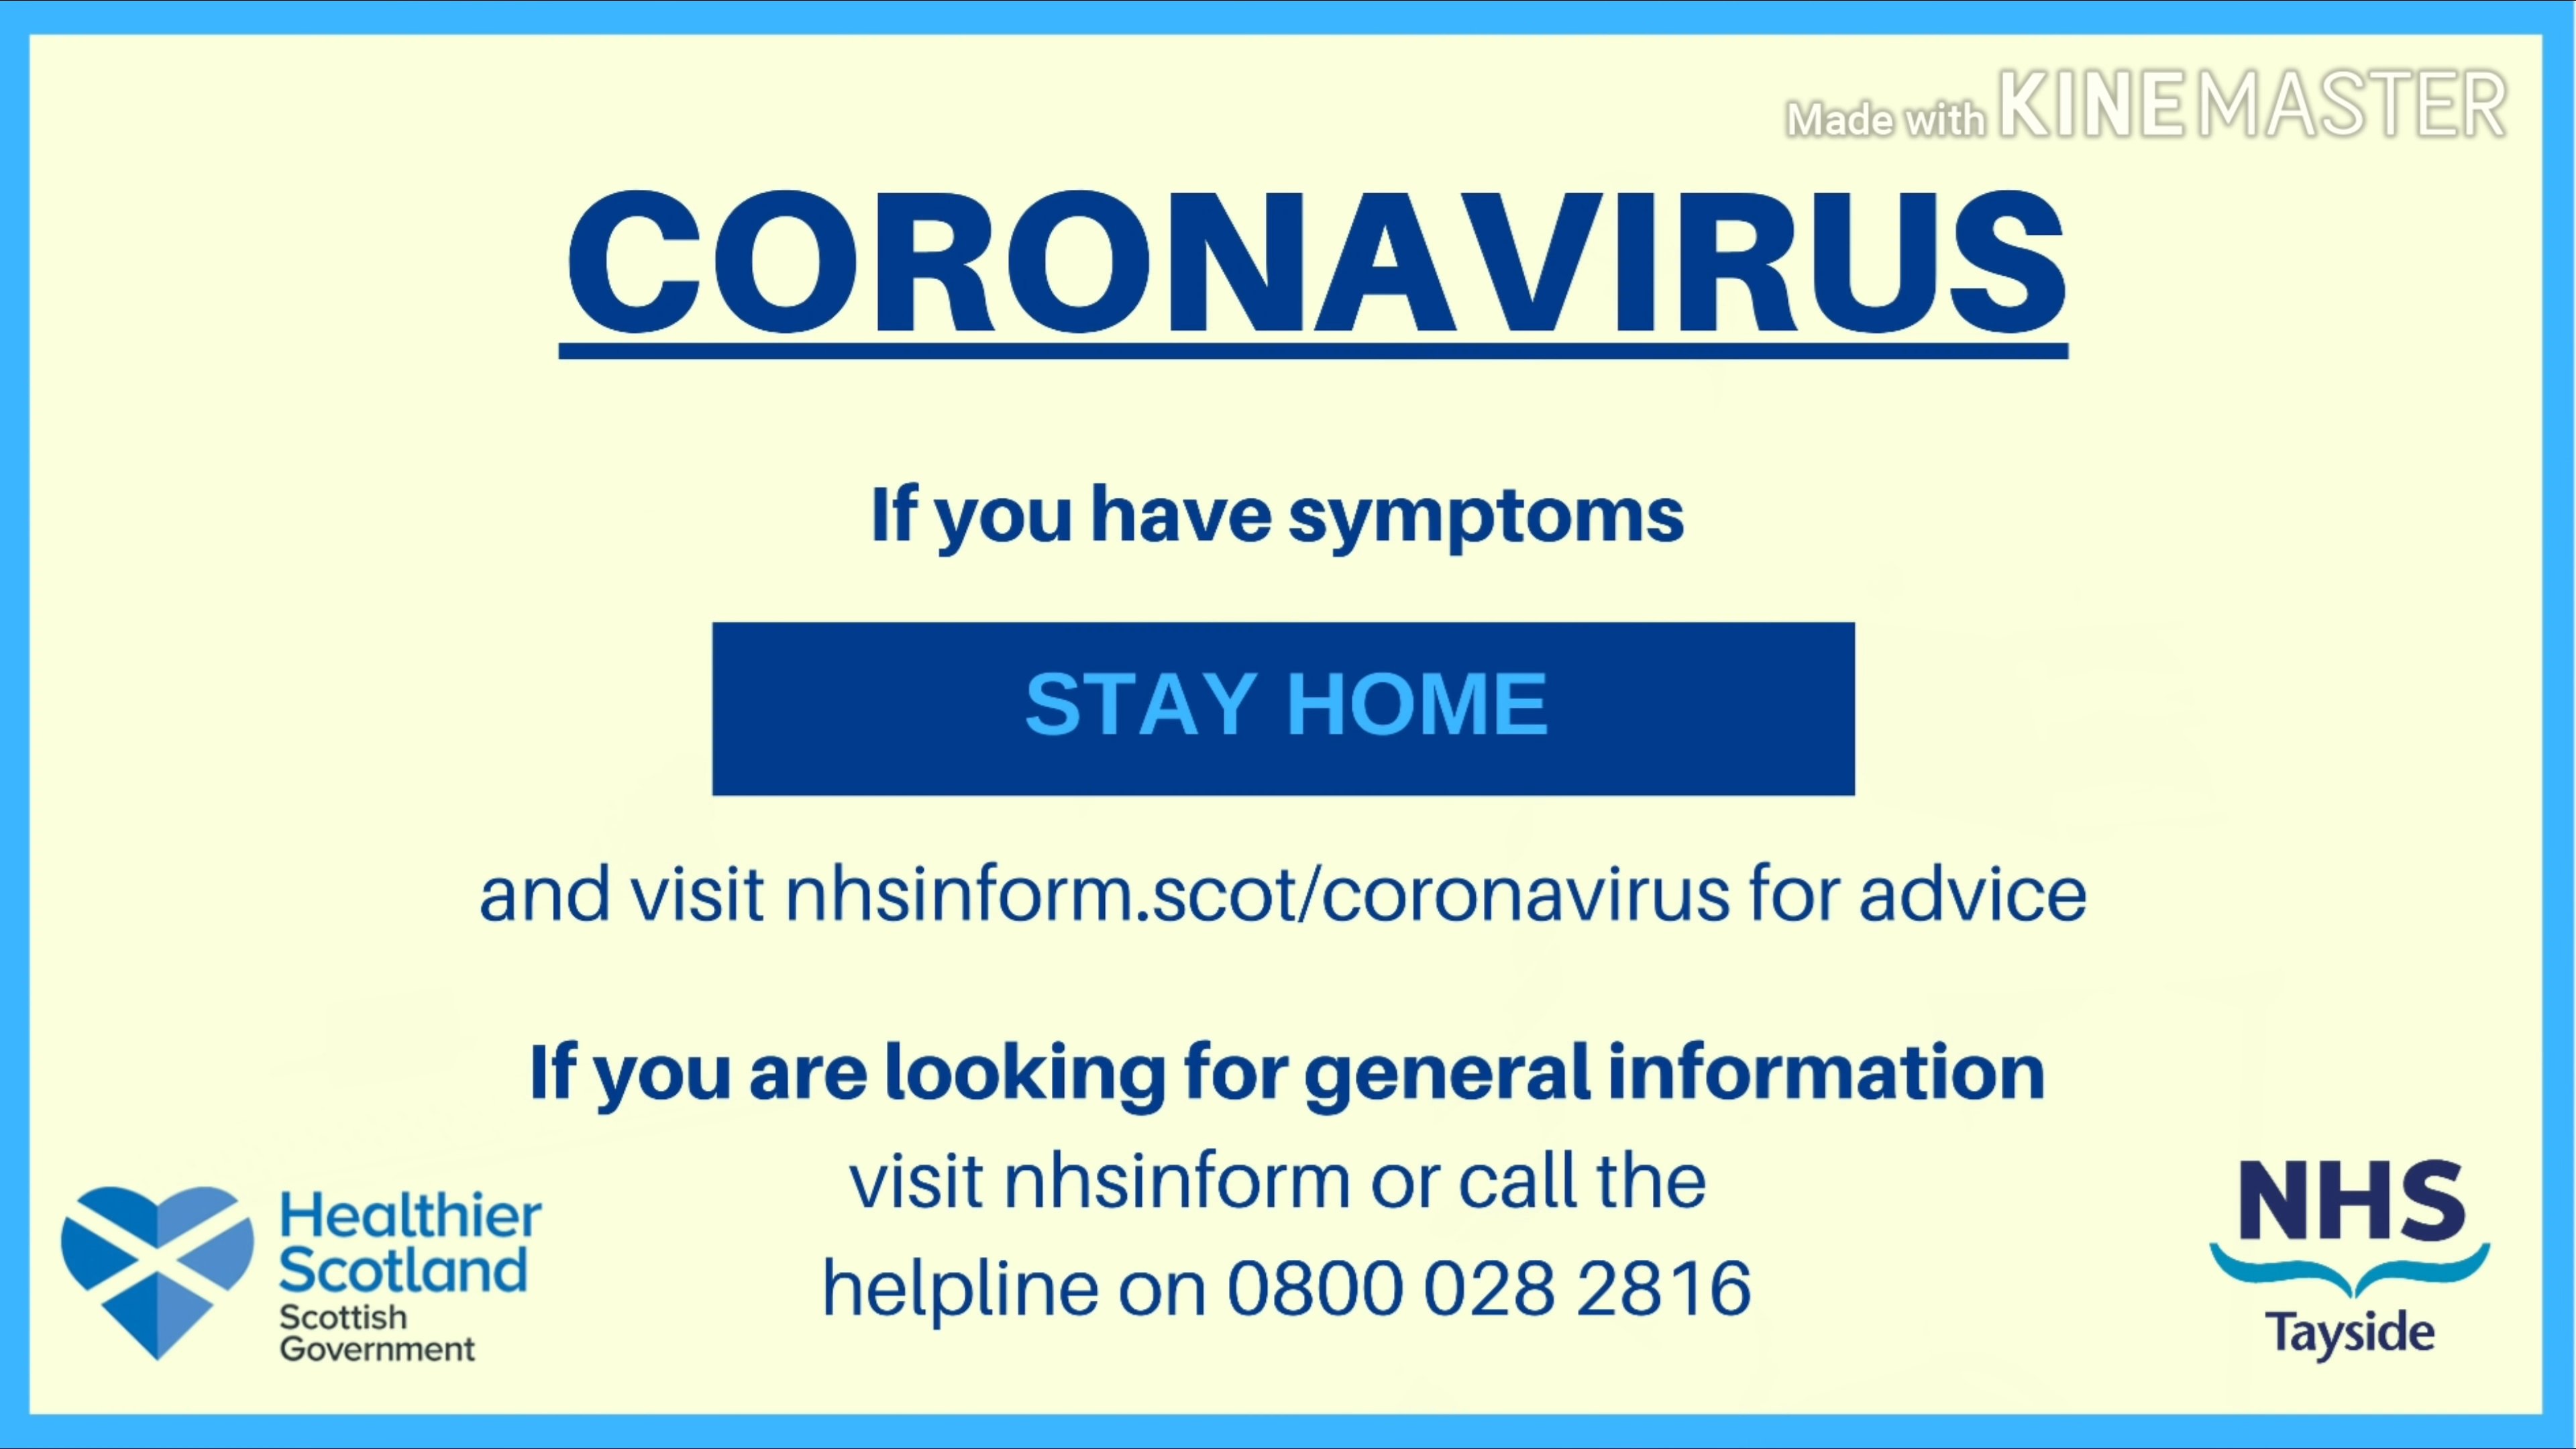 Made with KINEMASTER
CORONAVIRUS
If you have symptoms
STAY HOME
and visit nhsinform.scot/coronavirus for advice
If you are looking for general information
visit nhsinform or call the
helpline on 0800 028 2816
Healthier
Scotland
Scottish
Government
NHS
Tayside